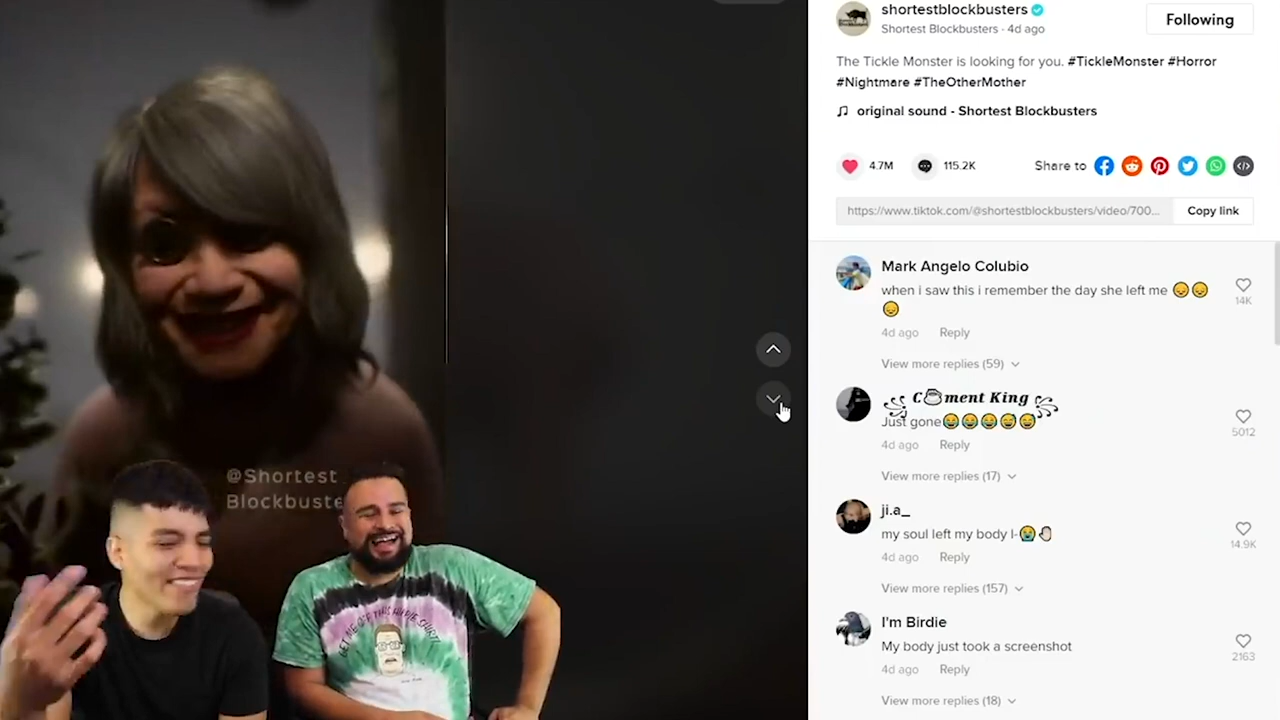 shortestblockbusters
Shortest Blockbusters · 4d ago
Following
The Tickle Monster is looking for you. #TickleMonster #Horror
#Nightmare #TheOtherMother
original sound - Shortest Blockbusters
4.7M
115.2K
Share to
https://www.tiktok.com/@shortestblockbusters/video/700...
Copy link
Mark Angelo Colubio
when i saw this i remember the day she left me 😞😞
😞
14K
4d ago
Reply
View more replies (59)
C☕ment King
Just gone😂😂😂😅😅
5012
4d ago
Reply
View more replies (17)
ji.a_
my soul left my body I-😭🤚
14.9K
4d ago
Reply
View more replies (157)
I'm Birdie
My body just took a screenshot
2163
4d ago
Reply
View more replies (18)
@Shortest
Blockbuste